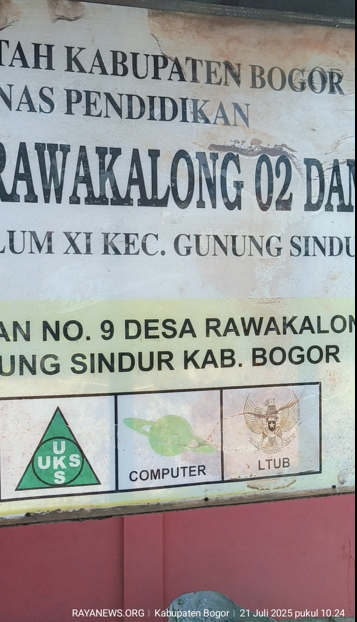 TAH KABUPATEN BOGOR
NAS PENDIDIKAN
RAWAKALONG 02 DAN
LUM XI KEC. GUNUNG SINDU
AN NO. 9 DESA RAWAKALON
UNG SINDUR KAB. BOGOR
UKS
UKS
COMPUTER
LTUB
RAYANEWS.ORG | Kabupaten Bogor | 21 Juli 2025 pukul 10.24